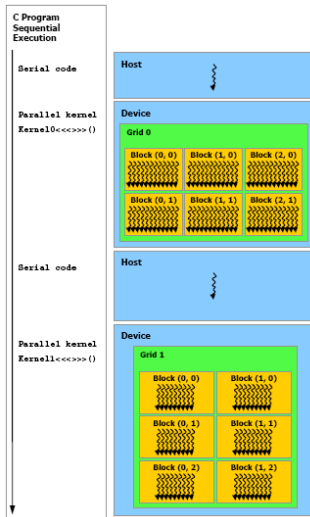 C Program
Sequential
Execution
Serial code
Host
Parallel kernel
Kernel0<<<>>>()
Device
Grid 0
Block (0, 0) Block (1, 0) Block (2, 0)
Block (0, 1) Block (1, 1) Block (2, 1)
Serial code
Host
Parallel kernel
Kernel1<<<>>>()
Device
Grid 1
Block (0, 0) Block (1, 0)
Block (0, 1) Block (1, 1)
Block (0, 2) Block (1, 2)